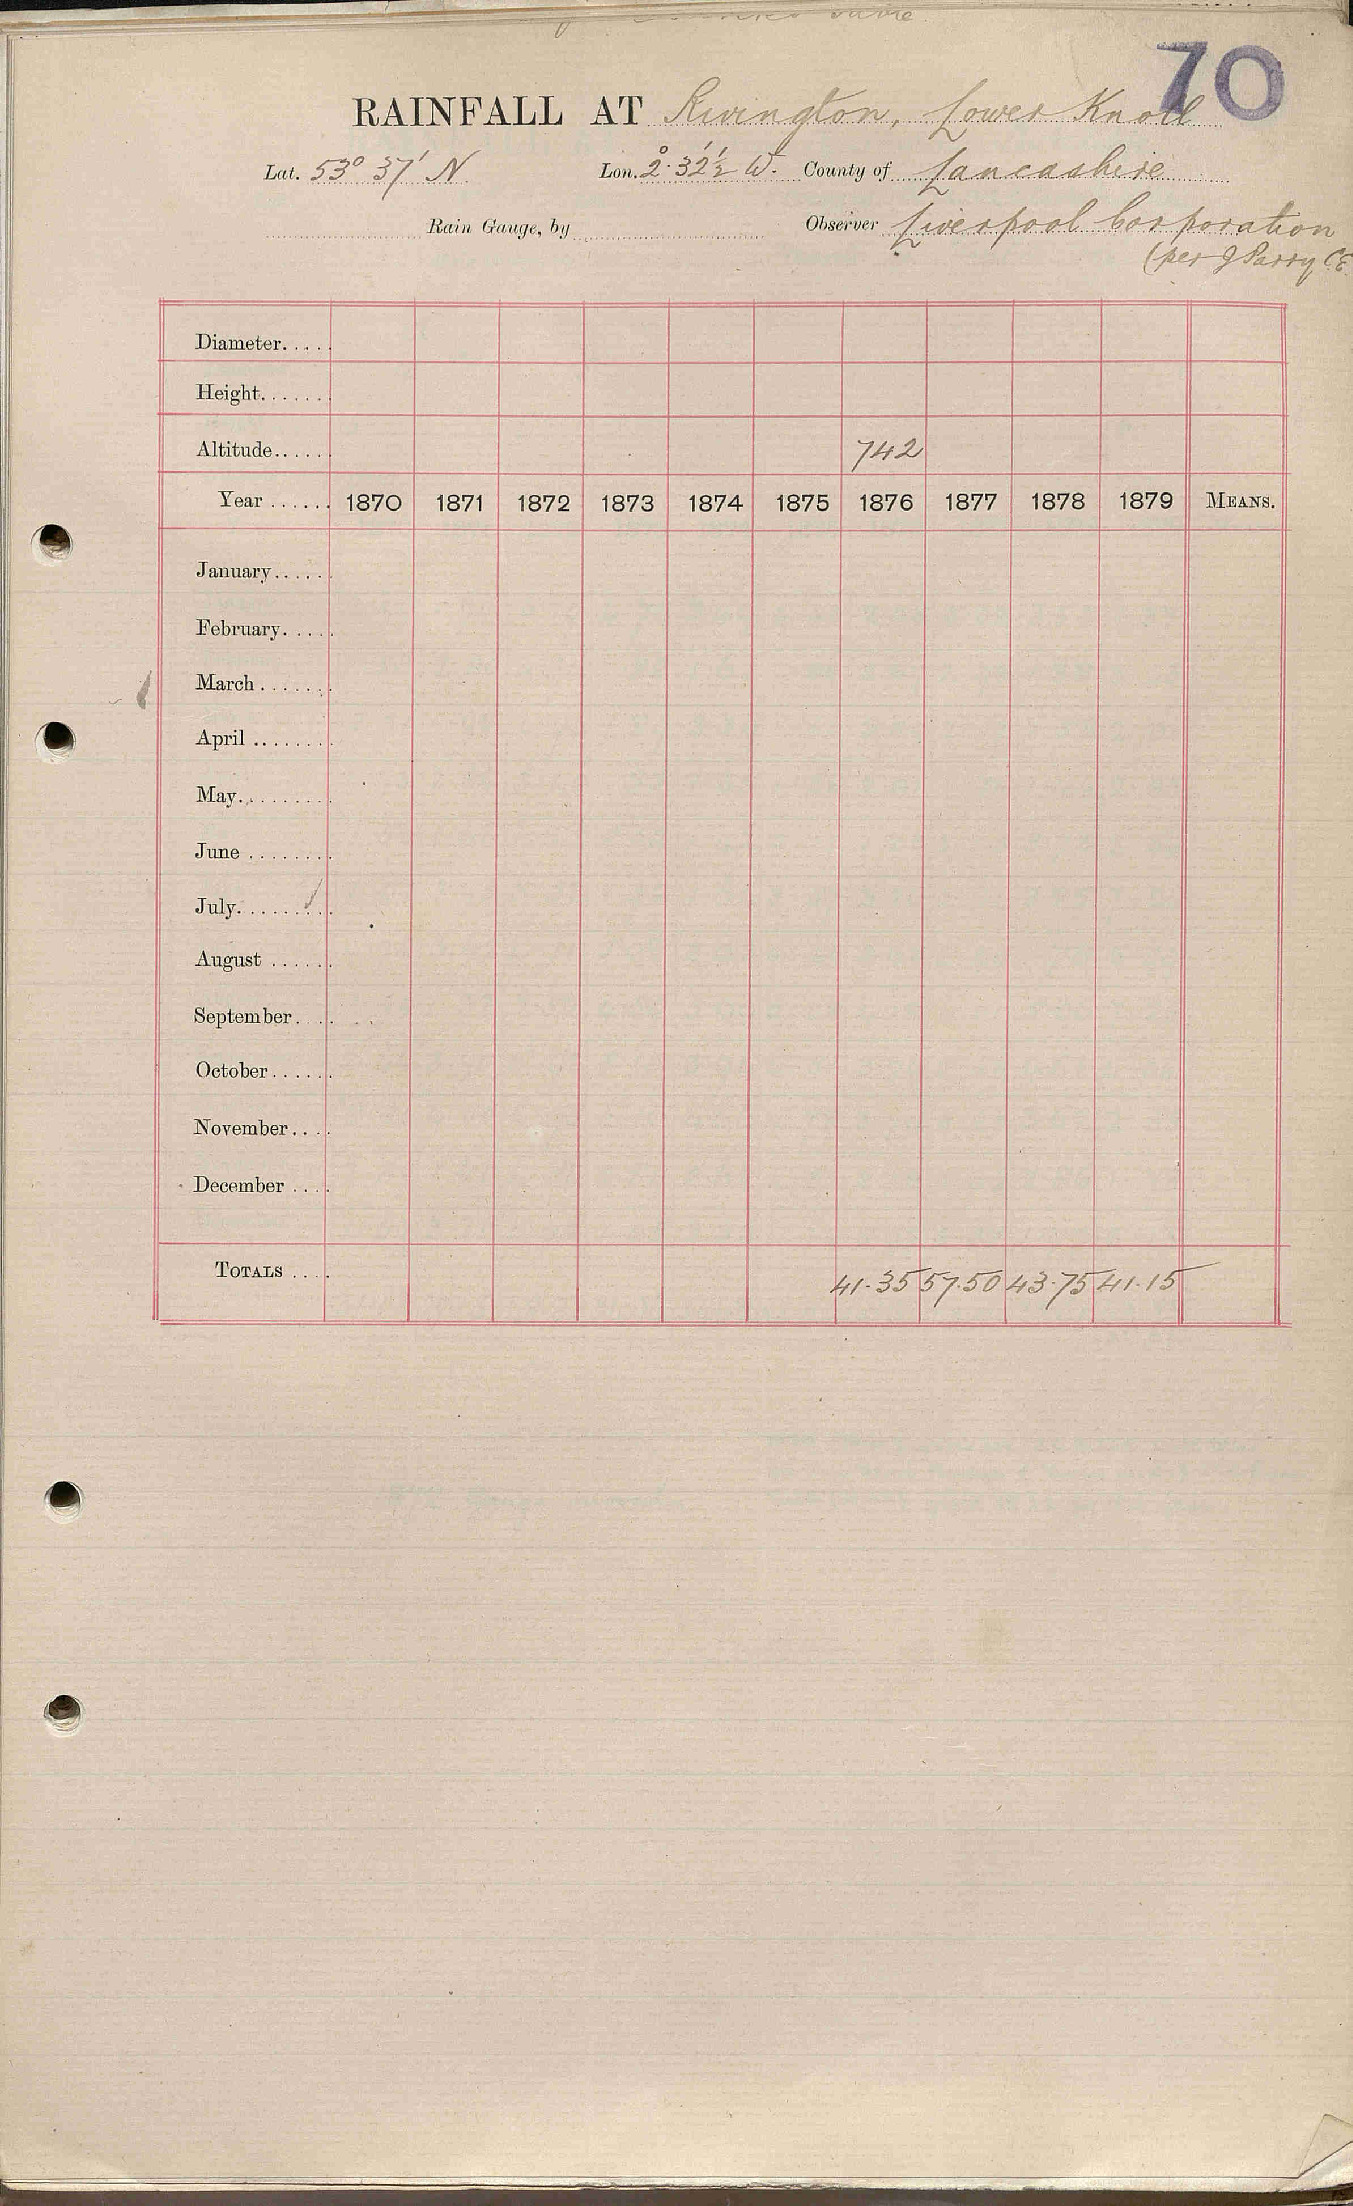 70
RAINFALL AT Rivington, Lower Knoll
Lat. 53° 37' N Lon. 2° 32'½ W. County of Lancashire
Rain Gauge, by Observer Liverpool Corporation
(per J Parry CE
Diameter.....
Height.......
Altitude...... 742
Year ...... 1870 1871 1872 1873 1874 1875 1876 1877 1878 1879 MEANS.
January......
February.....
March .......
April ........
May.........
June ........
July.........
August ......
September....
October......
November....
December ....
TOTALS .... 41.35 57.50 43.75 41.15